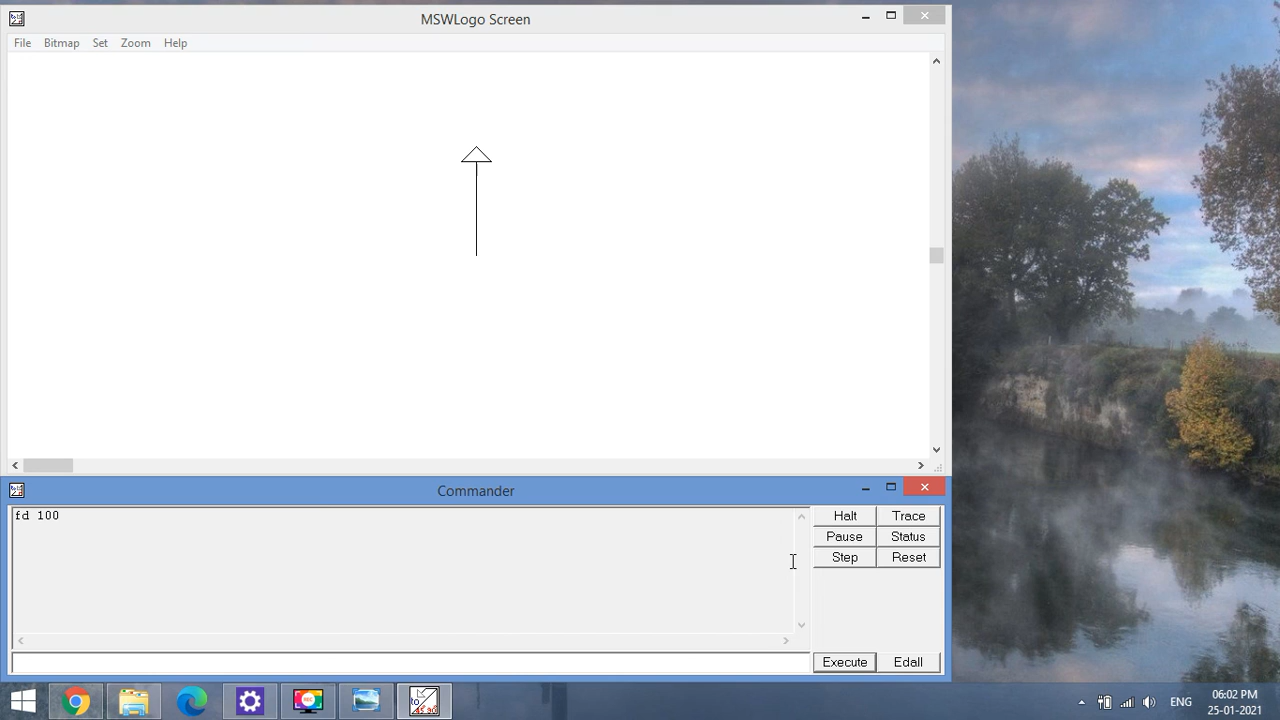 MSWLogo Screen
File Bitmap Set Zoom Help
Commander
fd 100
Halt Trace
Pause Status
Step Reset
Execute Edall
ENG
06:02 PM
25-01-2021